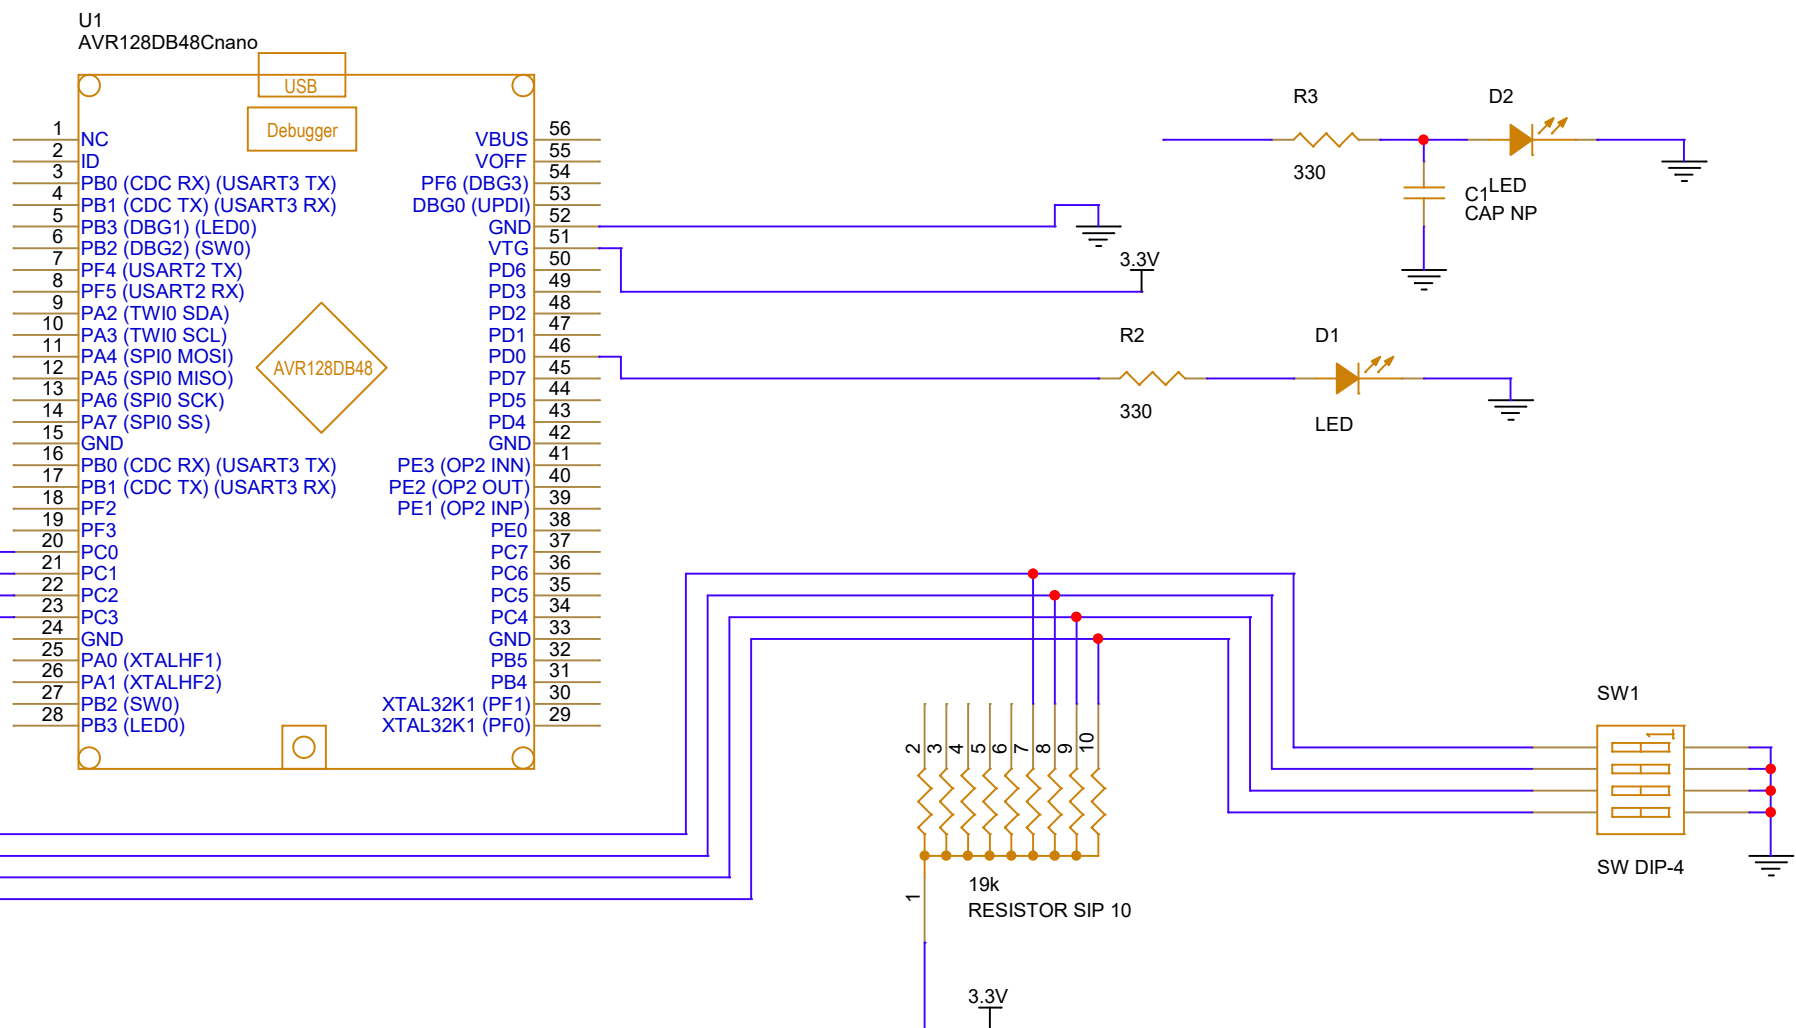 U1
AVR128DB48Cnano
USB
Debugger
AVR128DB48
1 NC
2 ID
3 PB0 (CDC RX) (USART3 TX)
4 PB1 (CDC TX) (USART3 RX)
5 PB3 (DBG1) (LED0)
6 PB2 (DBG2) (SW0)
7 PF4 (USART2 TX)
8 PF5 (USART2 RX)
9 PA2 (TWI0 SDA)
10 PA3 (TWI0 SCL)
11 PA4 (SPI0 MOSI)
12 PA5 (SPI0 MISO)
13 PA6 (SPI0 SCK)
14 PA7 (SPI0 SS)
15 GND
16 PB0 (CDC RX) (USART3 TX)
17 PB1 (CDC TX) (USART3 RX)
18 PF2
19 PF3
20 PC0
21 PC1
22 PC2
23 PC3
24 GND
25 PA0 (XTALHF1)
26 PA1 (XTALHF2)
27 PB2 (SW0)
28 PB3 (LED0)
VBUS 56
VOFF 55
PF6 (DBG3) 54
DBG0 (UPDI) 53
GND 52
VTG 51
PD6 50
PD3 49
PD2 48
PD1 47
PD0 46
PD7 45
PD5 44
PD4 43
GND 42
PE3 (OP2 INN) 41
PE2 (OP2 OUT) 40
PE1 (OP2 INP) 39
PE0 38
PC7 37
PC6 36
PC5 35
PC4 34
GND 33
PB5 32
PB4 31
XTAL32K1 (PF1) 30
XTAL32K1 (PF0) 29
R3
330
D2
LED
C1
CAP NP
3.3V
R2
330
D1
LED
2 3 4 5 6 7 8 9 10
1
19k
RESISTOR SIP 10
3.3V
SW1
1
SW DIP-4